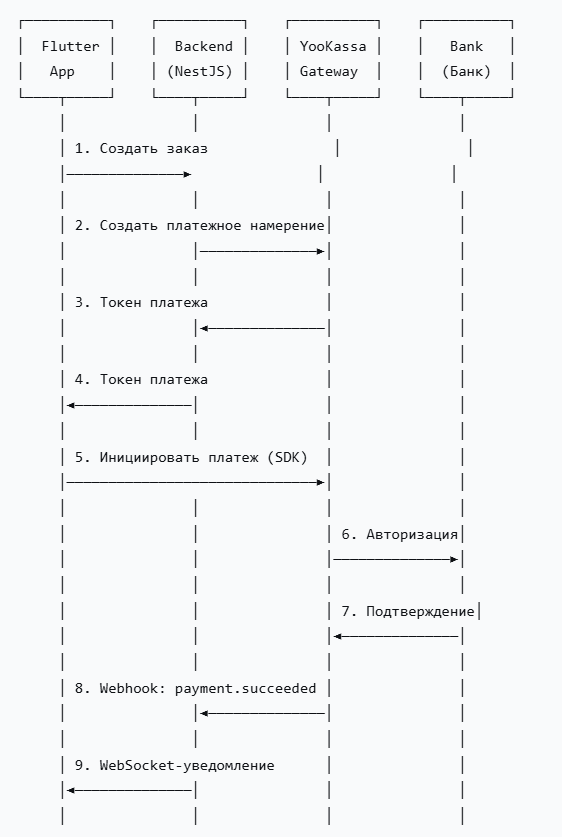 Flutter Backend YooKassa Bank
App (NestJS) Gateway (Банк)
1. Создать заказ
2. Создать платежное намерение
3. Токен платежа
4. Токен платежа
5. Инициировать платеж (SDK)
6. Авторизация
7. Подтверждение
8. Webhook: payment.succeeded
9. WebSocket-уведомление